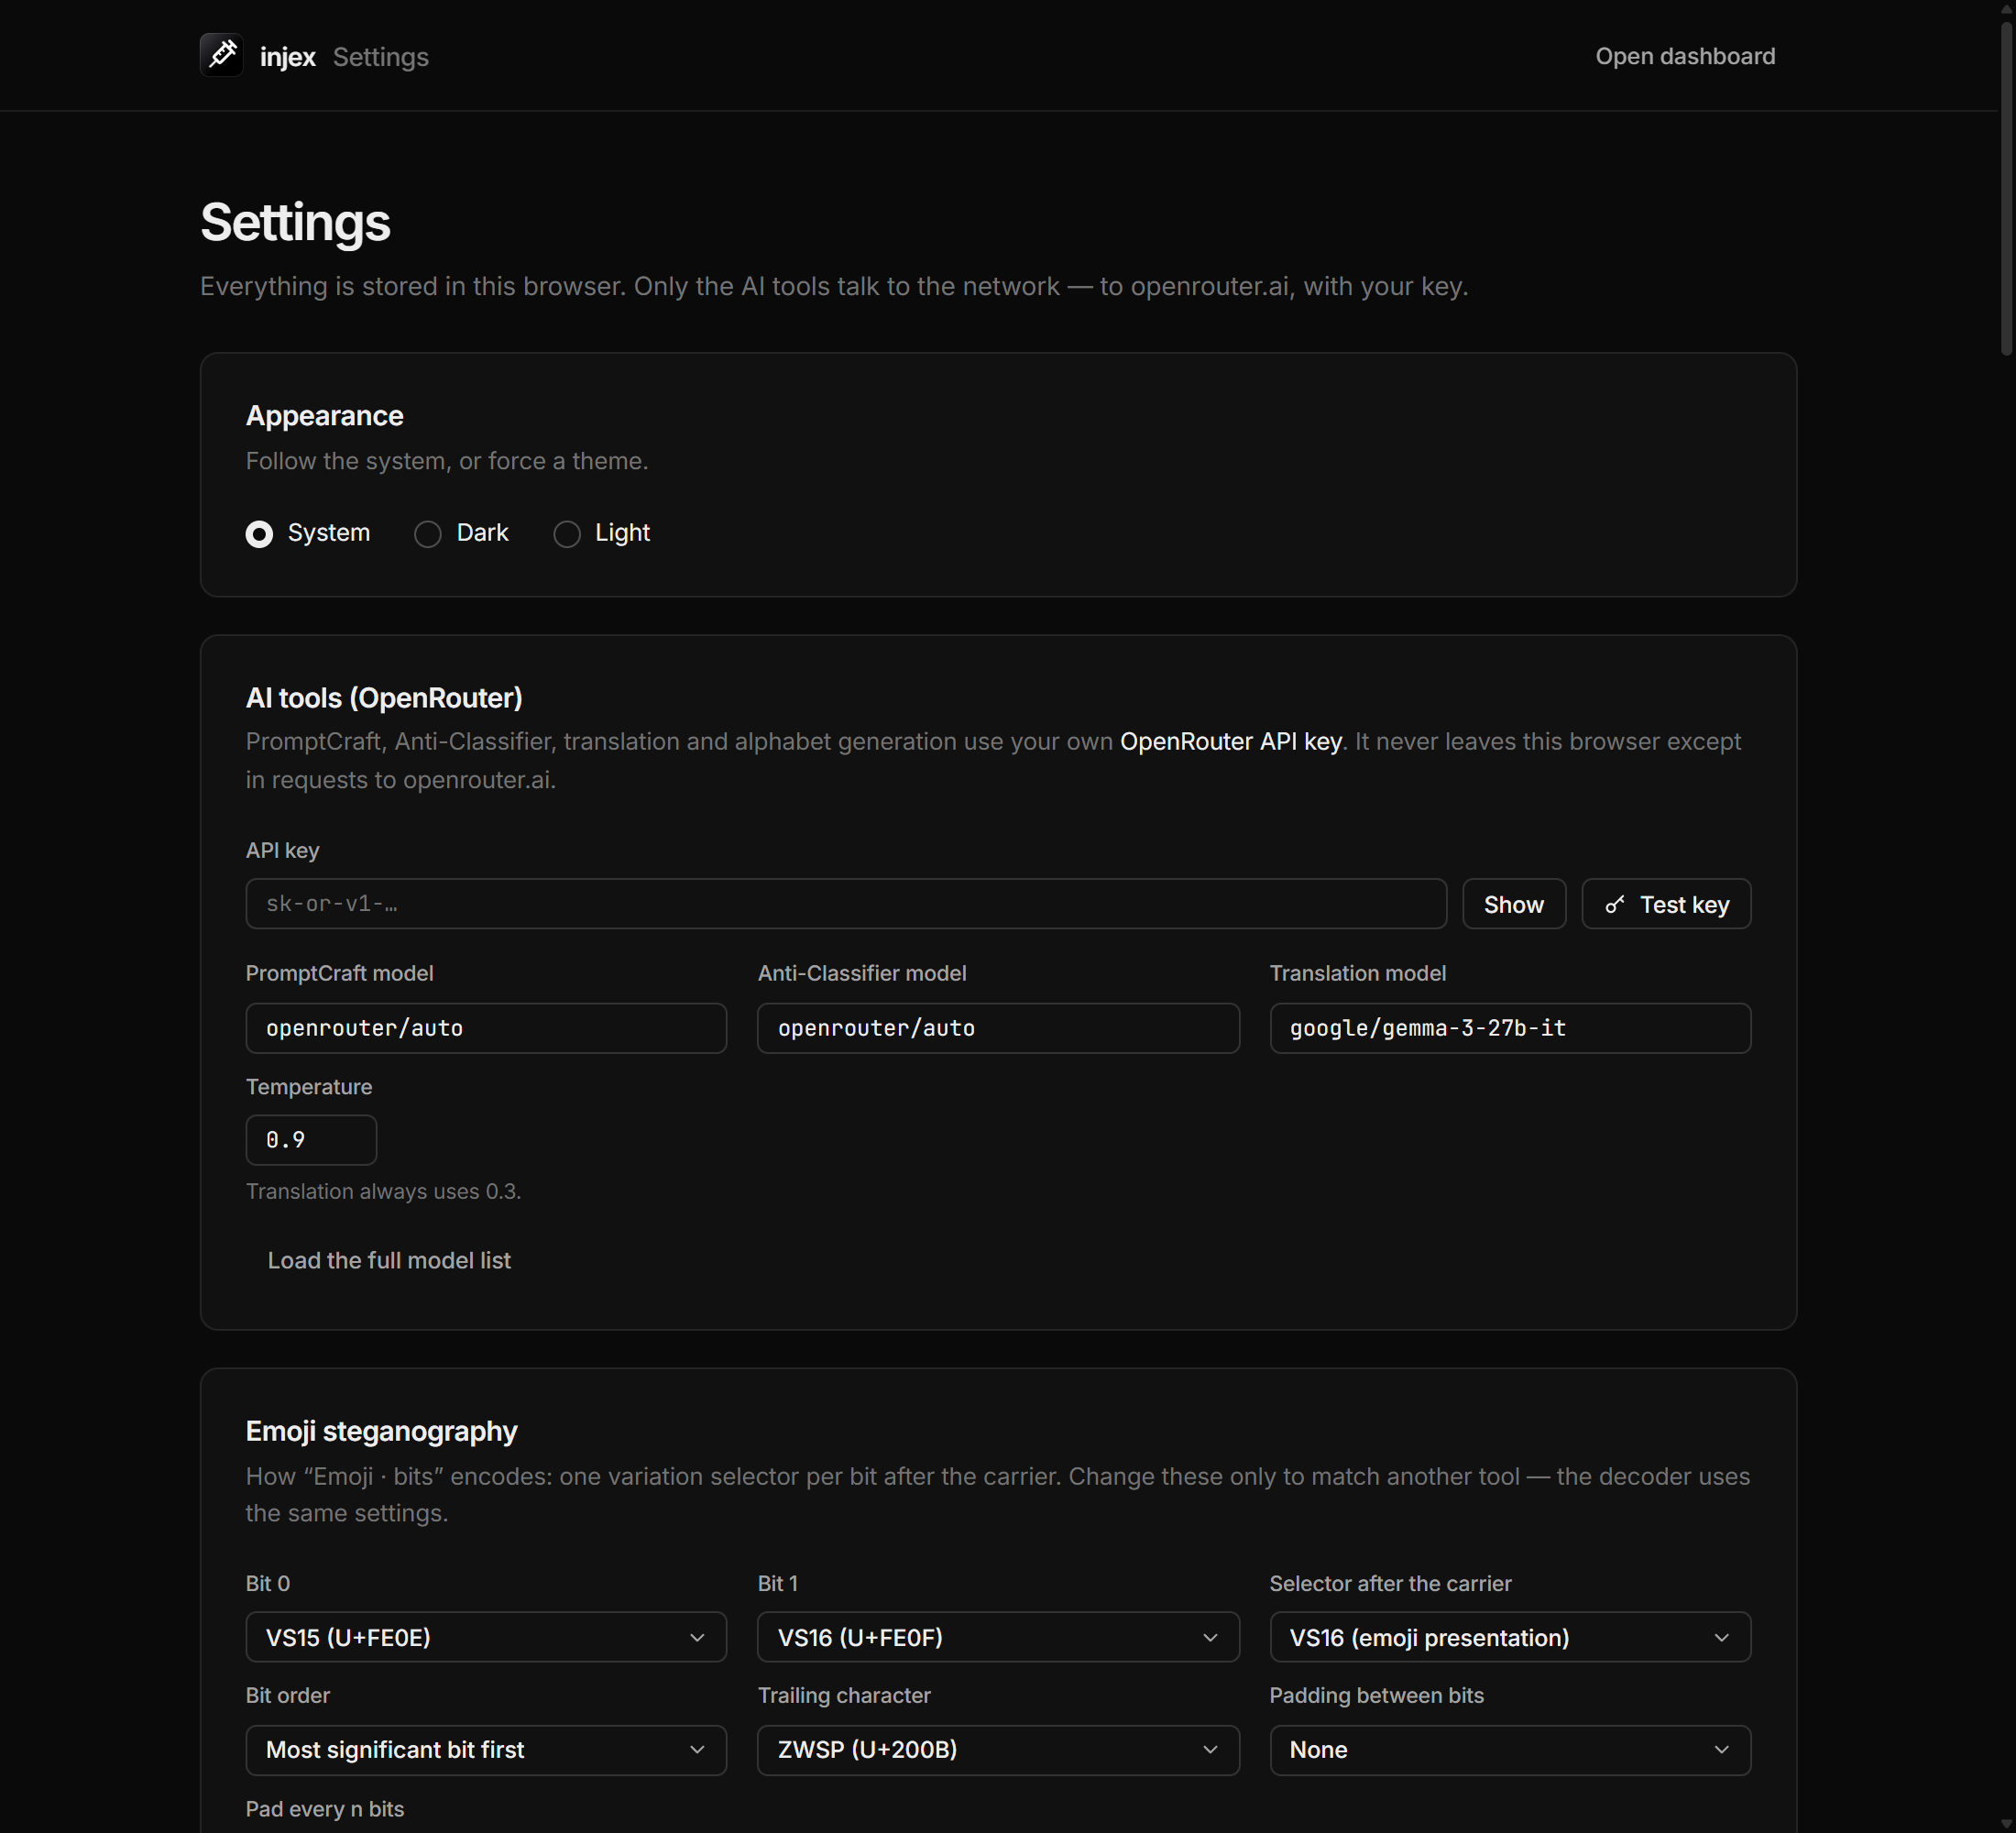 injex Settings
Open dashboard
Settings
Everything is stored in this browser. Only the AI tools talk to the network — to openrouter.ai, with your key.
Appearance
Follow the system, or force a theme.
System Dark Light
AI tools (OpenRouter)
PromptCraft, Anti-Classifier, translation and alphabet generation use your own OpenRouter API key. It never leaves this browser except
in requests to openrouter.ai.
API key
sk-or-v1-…
Show
Test key
PromptCraft model
Anti-Classifier model
Translation model
openrouter/auto
openrouter/auto
google/gemma-3-27b-it
Temperature
0.9
Translation always uses 0.3.
Load the full model list
Emoji steganography
How “Emoji · bits” encodes: one variation selector per bit after the carrier. Change these only to match another tool — the decoder uses
the same settings.
Bit 0
Bit 1
Selector after the carrier
VS15 (U+FE0E)
VS16 (U+FE0F)
VS16 (emoji presentation)
Bit order
Trailing character
Padding between bits
Most significant bit first
ZWSP (U+200B)
None
Pad every n bits